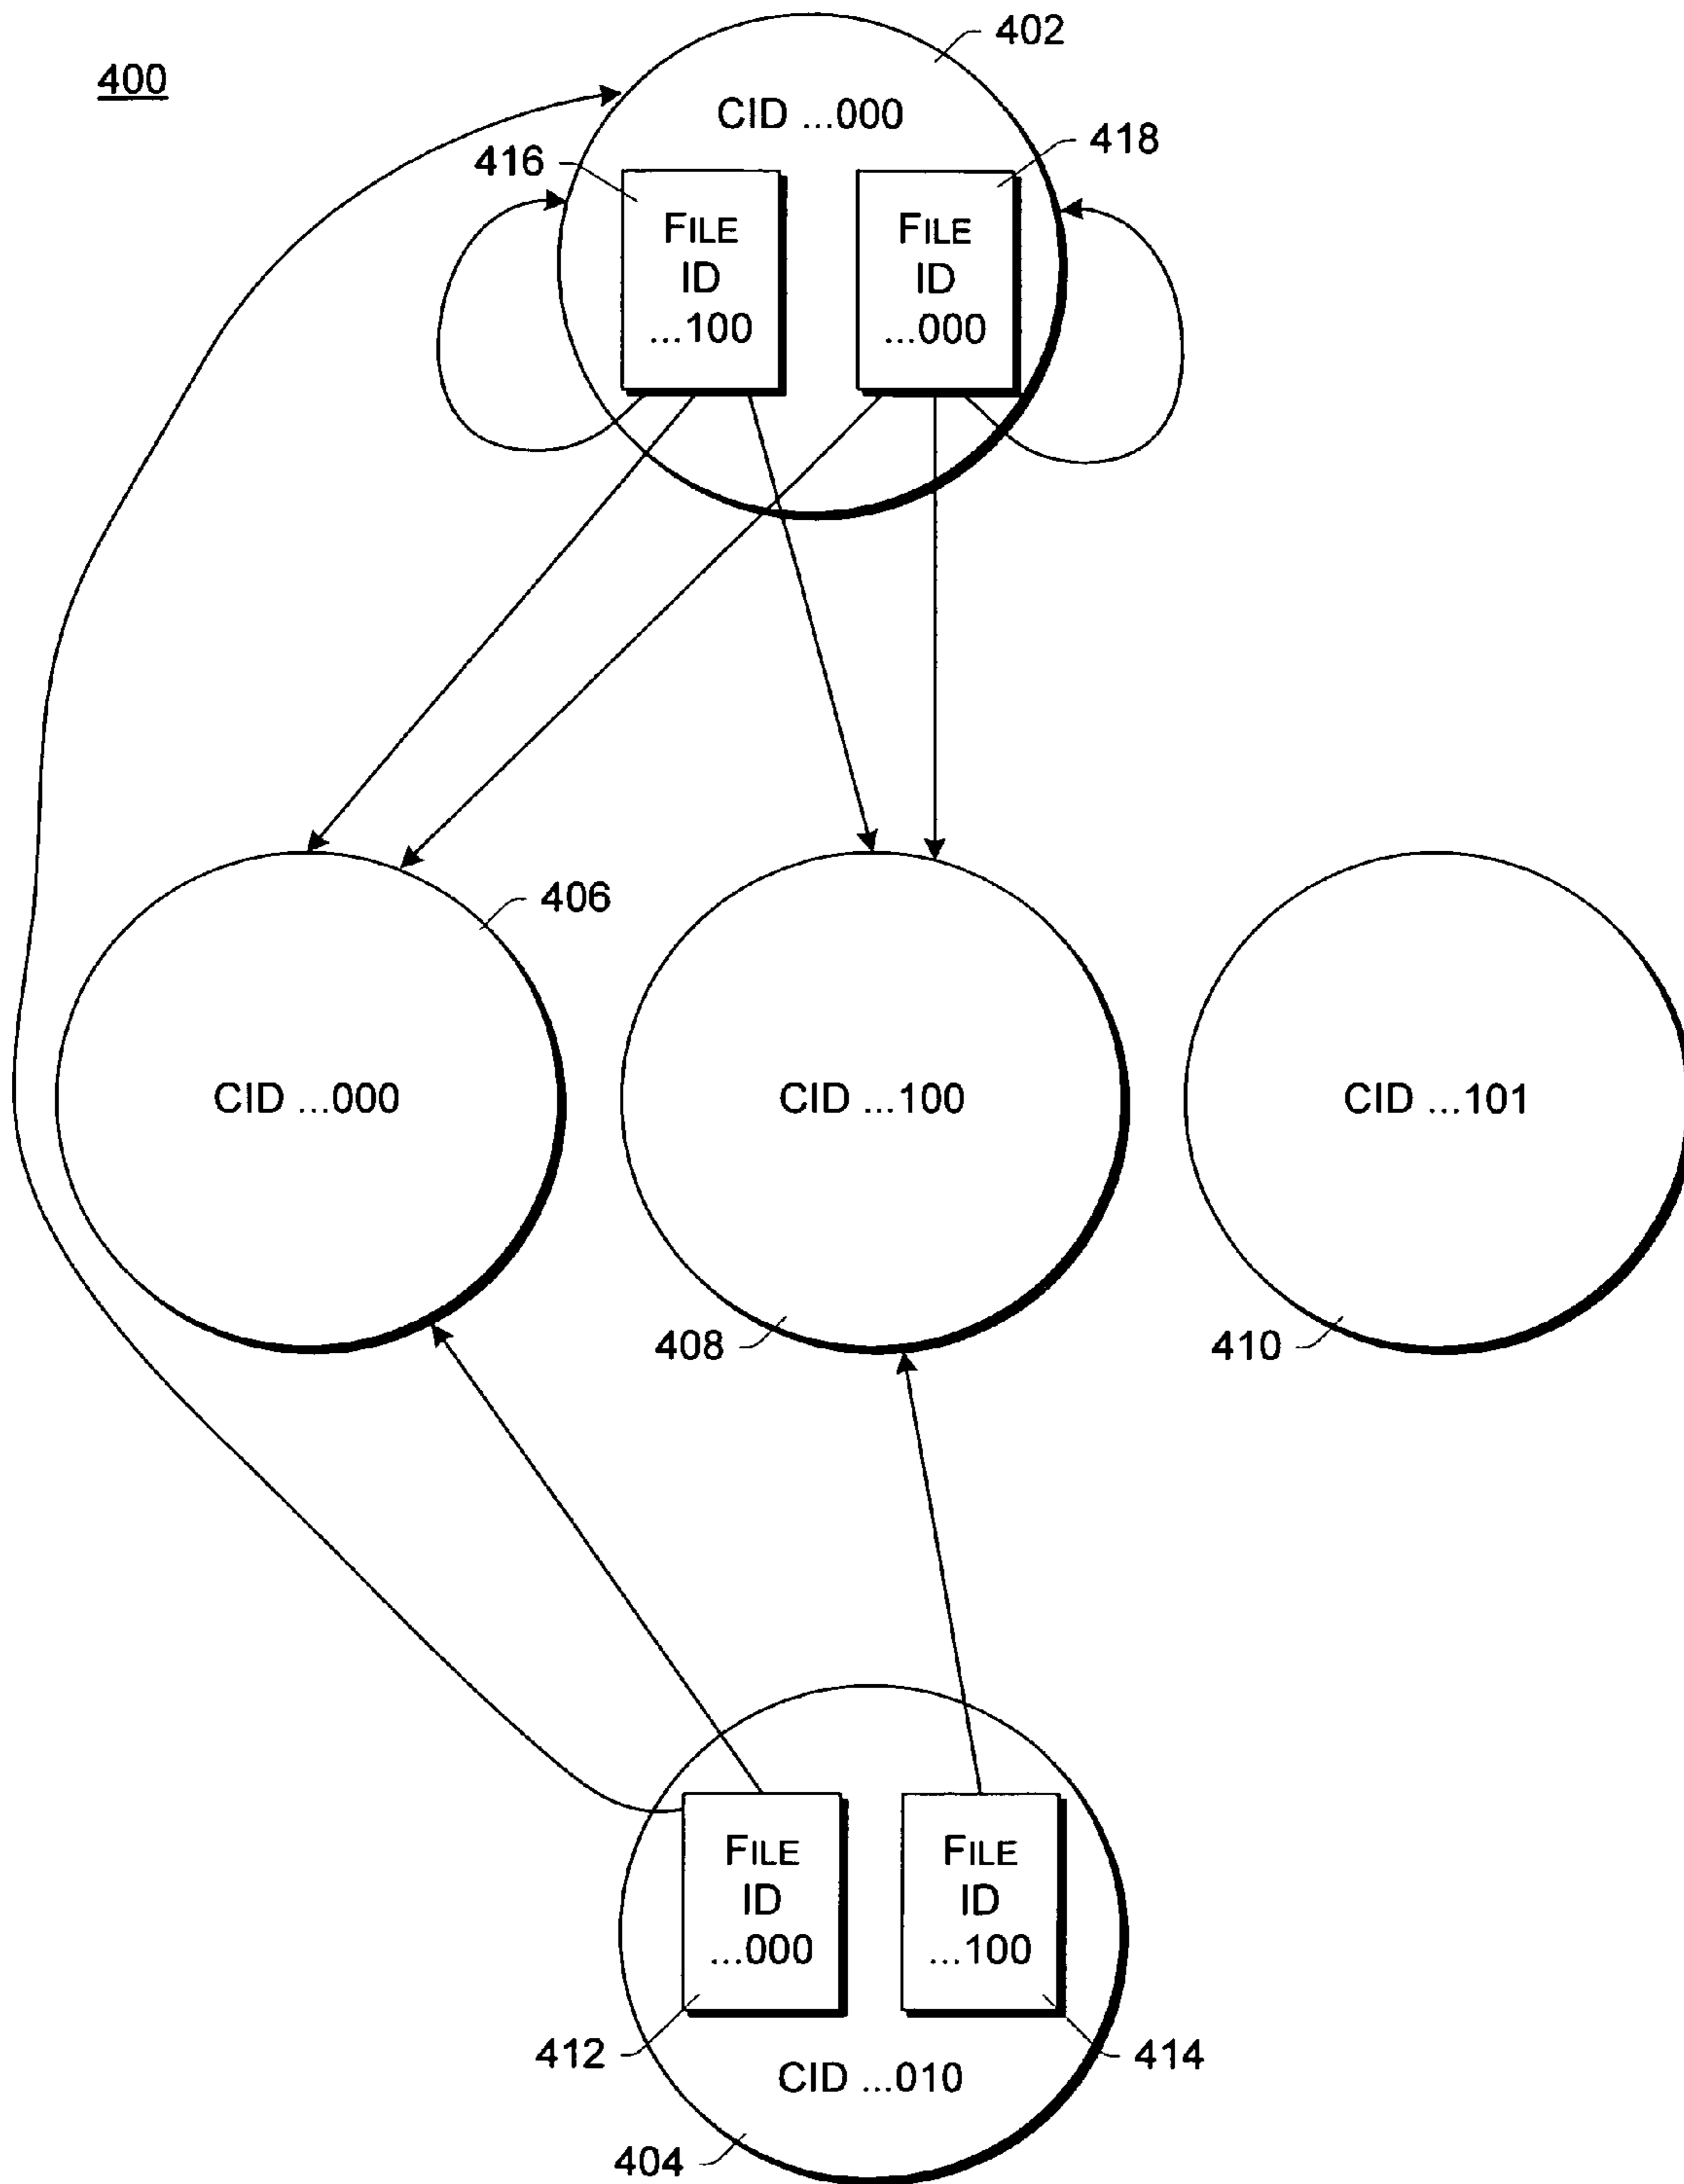 400
402
CID ...000
416
418
FILE
ID
...100
FILE
ID
...000
406
CID ...000
CID ...100
CID ...101
408
410
FILE
ID
...000
FILE
ID
...100
412
414
CID ...010
404